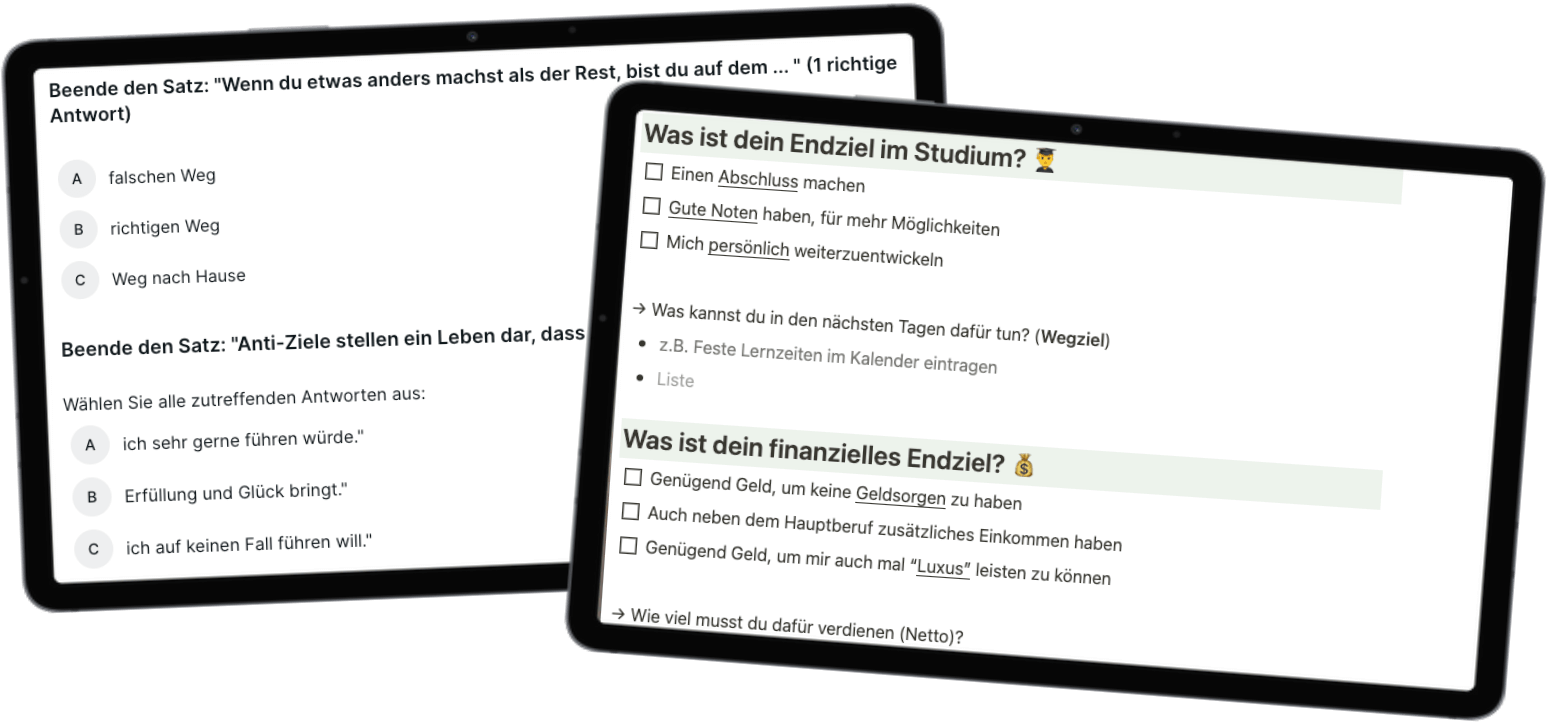 Beende den Satz: "Wenn du etwas anders machst als der Rest, bist du auf dem ... " (1 richtige
Antwort)
A falschen Weg
B richtigen Weg
C Weg nach Hause
Beende den Satz: "Anti-Ziele stellen ein Leben dar, dass
Wählen Sie alle zutreffenden Antworten aus:
A ich sehr gerne führen würde."
B Erfüllung und Glück bringt."
C ich auf keinen Fall führen will."
Was ist dein Endziel im Studium? 👨‍🎓
Einen Abschluss machen
Gute Noten haben, für mehr Möglichkeiten
Mich persönlich weiterzuentwickeln
→ Was kannst du in den nächsten Tagen dafür tun? (Wegziel)
• z.B. Feste Lernzeiten im Kalender eintragen
• Liste
Was ist dein finanzielles Endziel? 💰
Genügend Geld, um keine Geldsorgen zu haben
Auch neben dem Hauptberuf zusätzliches Einkommen haben
Genügend Geld, um mir auch mal “Luxus” leisten zu können
→ Wie viel musst du dafür verdienen (Netto)?